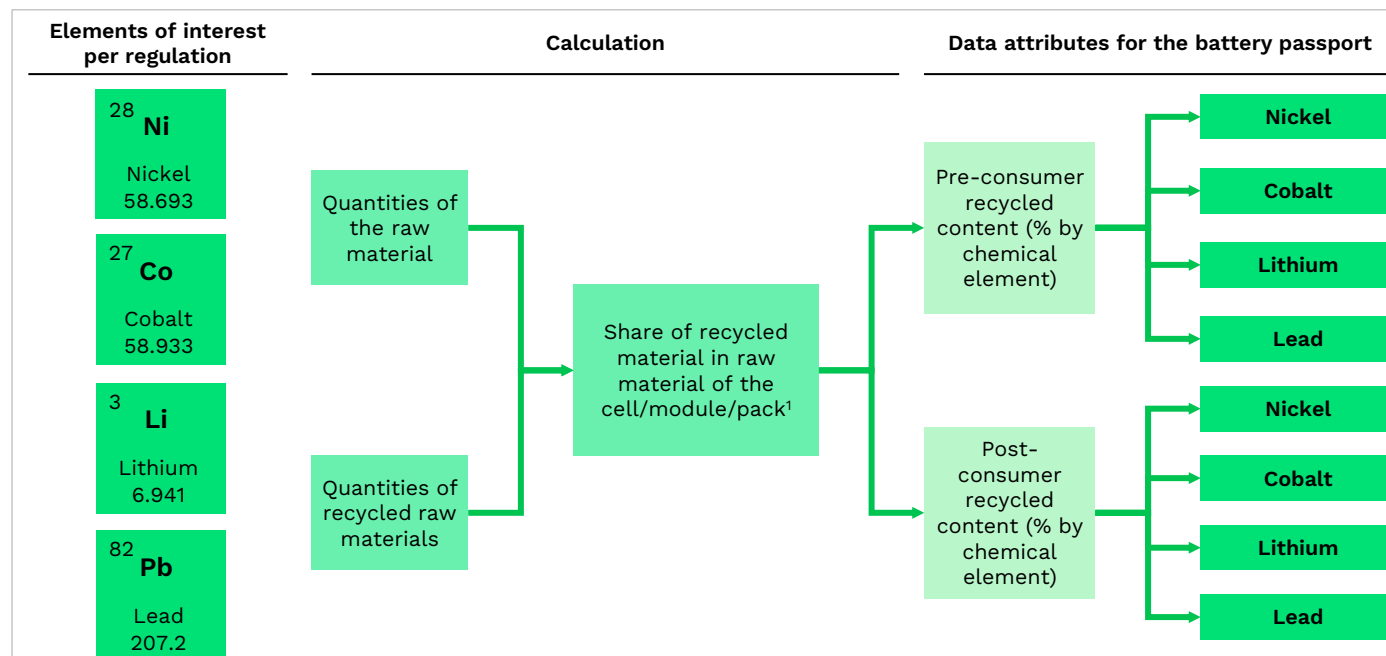 Elements of interest
per regulation
Calculation
Data attributes for the battery passport
28
Ni
Nickel
58.693
27
Co
Cobalt
58.933
3
Li
Lithium
6.941
82
Pb
Lead
207.2
Quantities of
the raw
material
Quantities of
recycled raw
materials
Share of recycled
material in raw
material of the
cell/module/pack¹
Pre-consumer
recycled
content (% by
chemical
element)
Nickel
Cobalt
Lithium
Lead
Post-
consumer
recycled
content (% by
chemical
element)
Nickel
Cobalt
Lithium
Lead